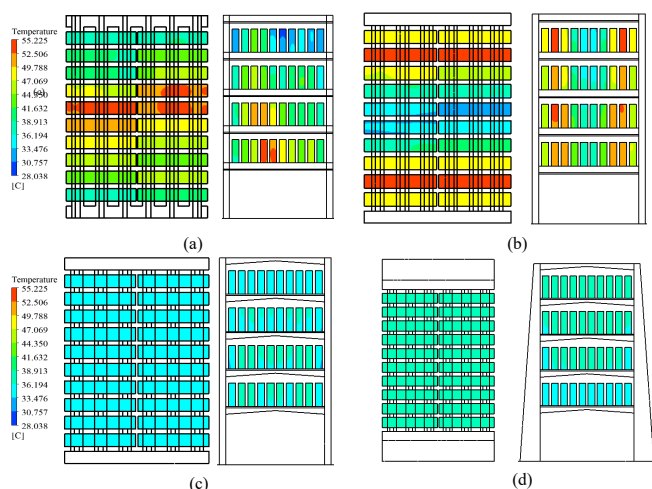 Temperature
55.225
52.506
49.788
47.069
44.350
(a)
41.632
38.913
36.194
33.476
30.757
28.038
[C]
(a)
(b)
Temperature
55.225
52.506
49.788
47.069
44.350
41.632
38.913
36.194
33.476
30.757
28.038
[C]
(c)
(d)